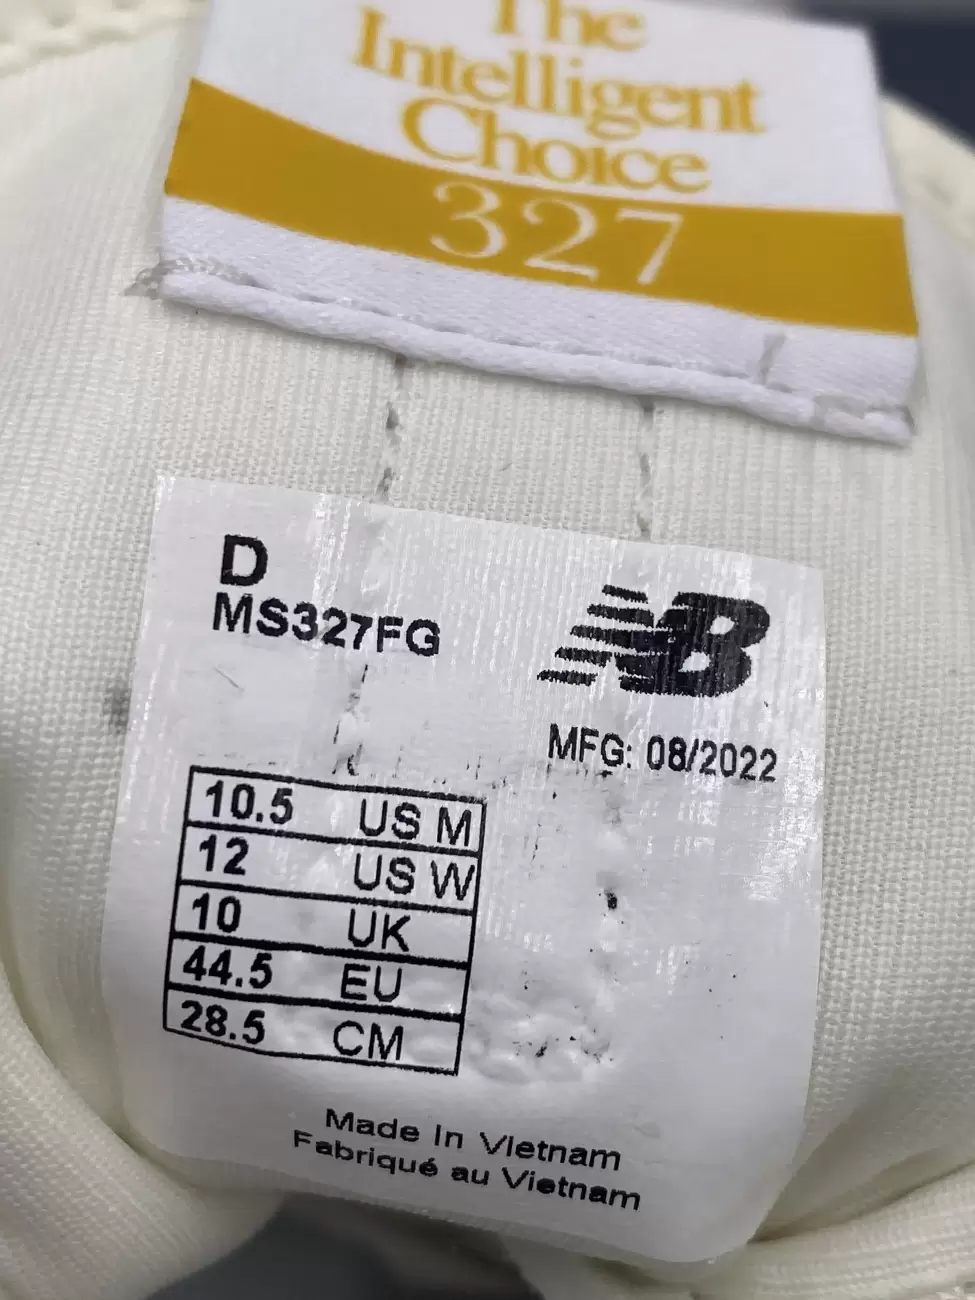 The
Intelligent
Choice
327
D
MS327FG
NB
MFG: 08/2022
10.5 US M
12 US W
10 UK
44.5 EU
28.5 CM
Made In Vietnam
Fabriqué au Vietnam